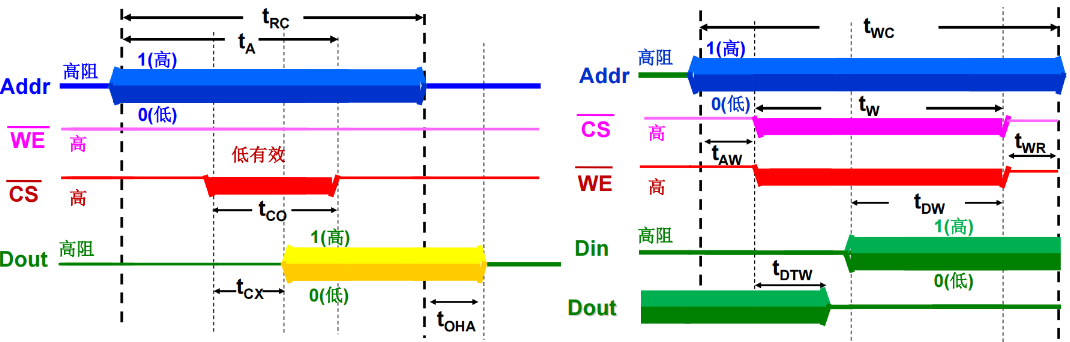 tRC
tA
高阻
1(高)
Addr
0(低)
WE
高
低有效
CS
高
tCO
高阻
1(高)
Dout
tCX
0(低)
tOHA
tWC
高阻
1(高)
Addr
0(低)
tW
CS
高
tAW
tWR
WE
高
tDW
高阻
1(高)
Din
tDTW
0(低)
Dout